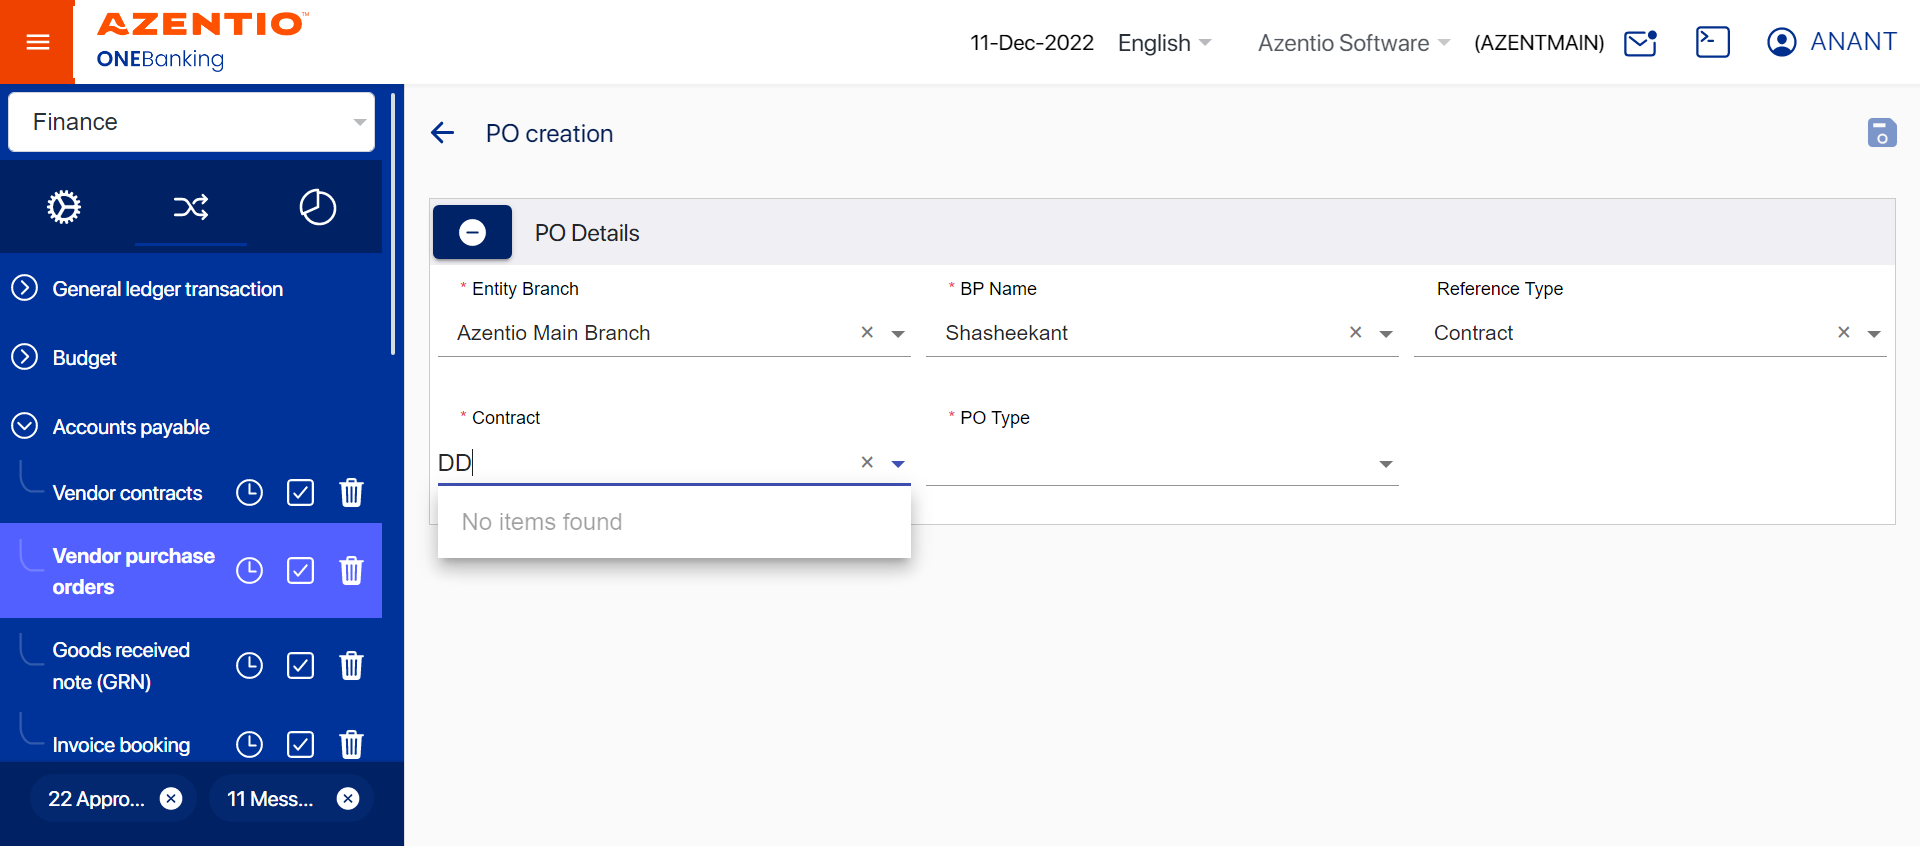 AZENTIO™
ONEBanking
11-Dec-2022
English
Azentio Software
(AZENTMAIN)
ANANT
Finance
General ledger transaction
Budget
Accounts payable
Vendor contracts
Vendor purchase
orders
Goods received
note (GRN)
Invoice booking
22 Appro...
11 Mess...
PO creation
PO Details
* Entity Branch
* BP Name
Reference Type
Azentio Main Branch
Shasheekant
Contract
* Contract
* PO Type
DD
No items found